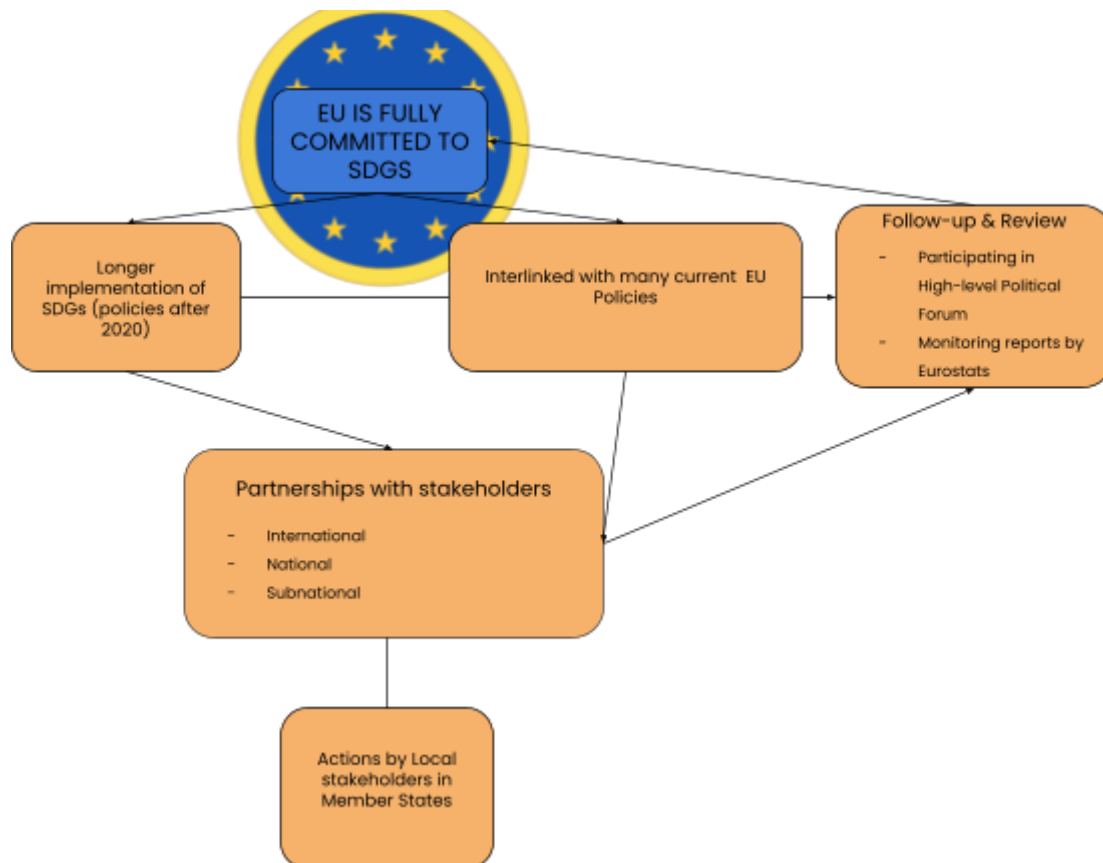 EU IS FULLY
COMMITTED TO
SDGS
Longer
implementation of
SDGs (policies after
2020)
Interlinked with many current EU
Policies
Follow-up & Review
- Participating in
High-level Political
Forum
- Monitoring reports by
Eurostats
Partnerships with stakeholders
- International
- National
- Subnational
Actions by Local
stakeholders in
Member States